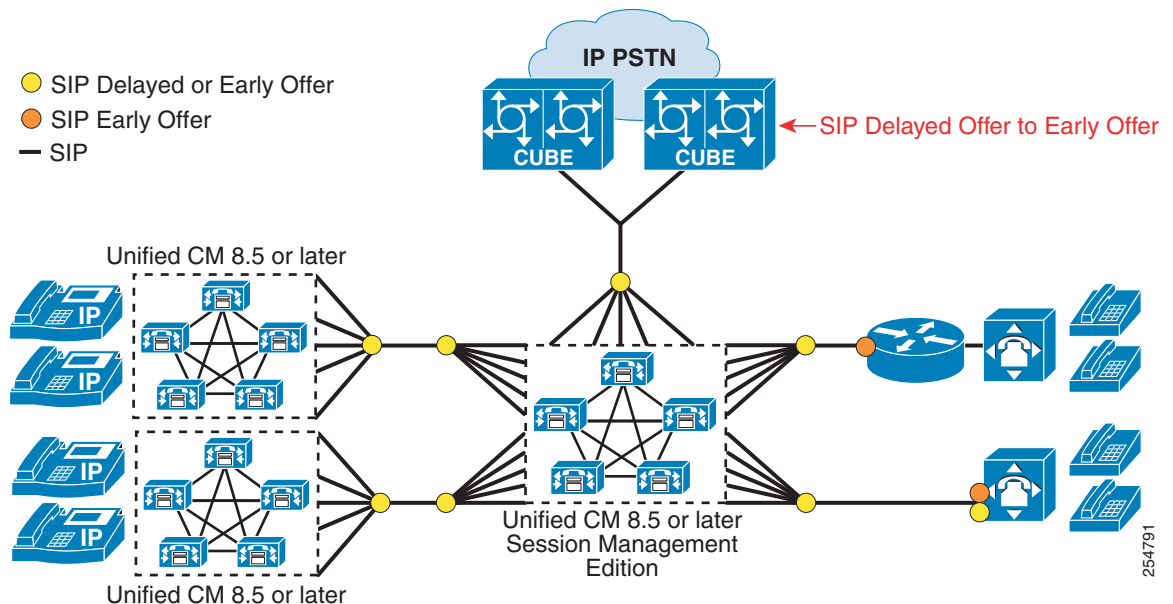 IP PSTN
SIP Delayed or Early Offer
SIP Early Offer
SIP
CUBE
CUBE
SIP Delayed Offer to Early Offer
Unified CM 8.5 or later
IP
IP
IP
IP
Unified CM 8.5 or later
Unified CM 8.5 or later
Session Management
Edition
254791